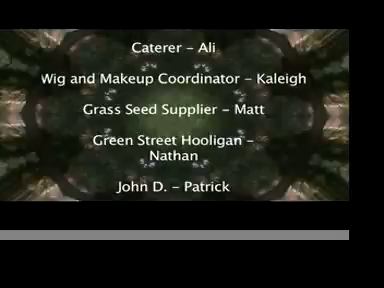 Caterer - Ali
Wig and Makeup Coordinator - Kaleigh
Grass Seed Supplier - Matt
Green Street Hooligan -
Nathan
John D. - Patrick